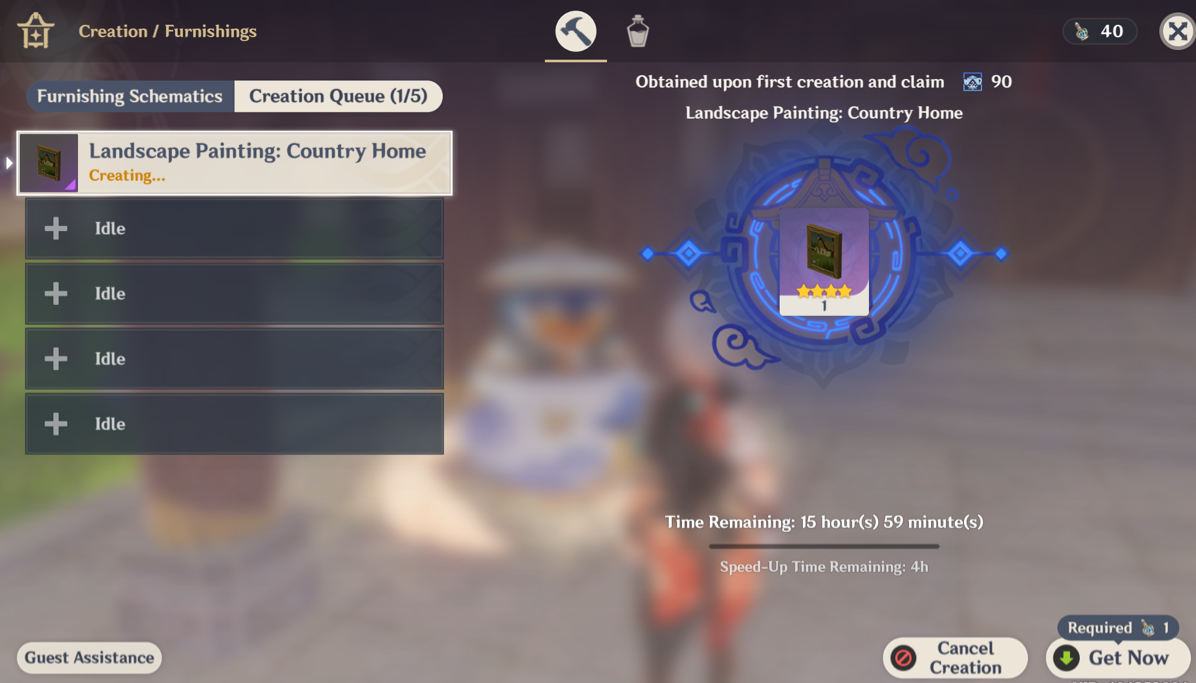 Creation / Furnishings
40
Furnishing Schematics
Creation Queue (1/5)
Obtained upon first creation and claim 90
Landscape Painting: Country Home
Landscape Painting: Country Home
Creating...
Idle
Idle
Idle
Idle
1
Time Remaining: 15 hour(s) 59 minute(s)
Speed-Up Time Remaining: 4h
Guest Assistance
Cancel
Creation
Required 1
Get Now